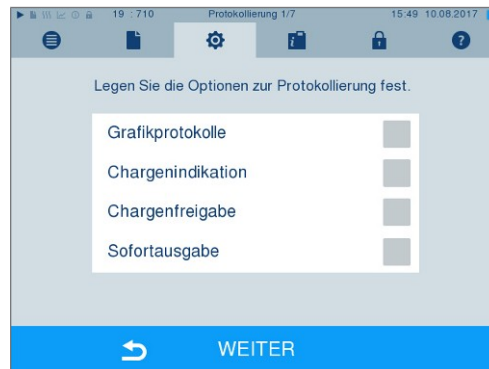 19 : 710 Protokollierung 1/7 15:49 10.08.2017
Legen Sie die Optionen zur Protokollierung fest.
Grafikprotokolle
Chargenindikation
Chargenfreigabe
Sofortausgabe
WEITER